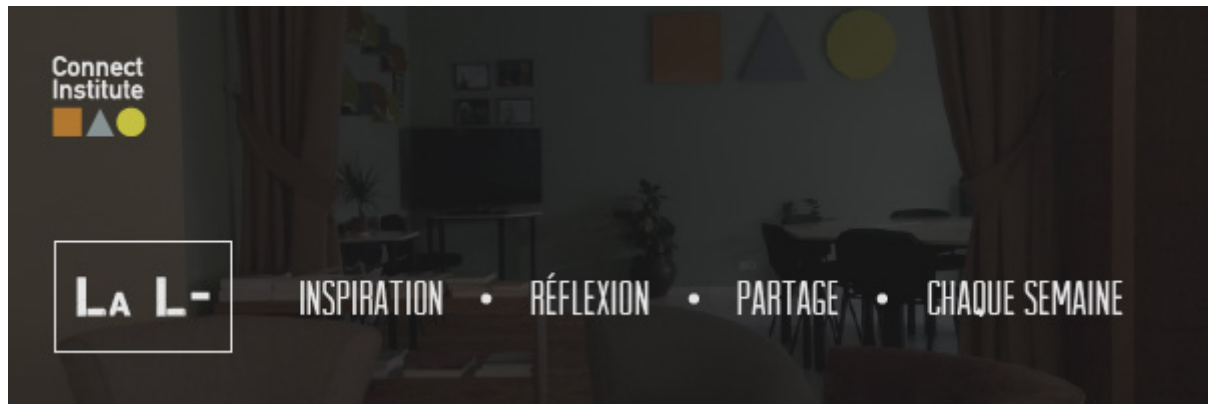 Connect
Institute
LA L-
INSPIRATION • RÉFLEXION • PARTAGE • CHAQUE SEMAINE